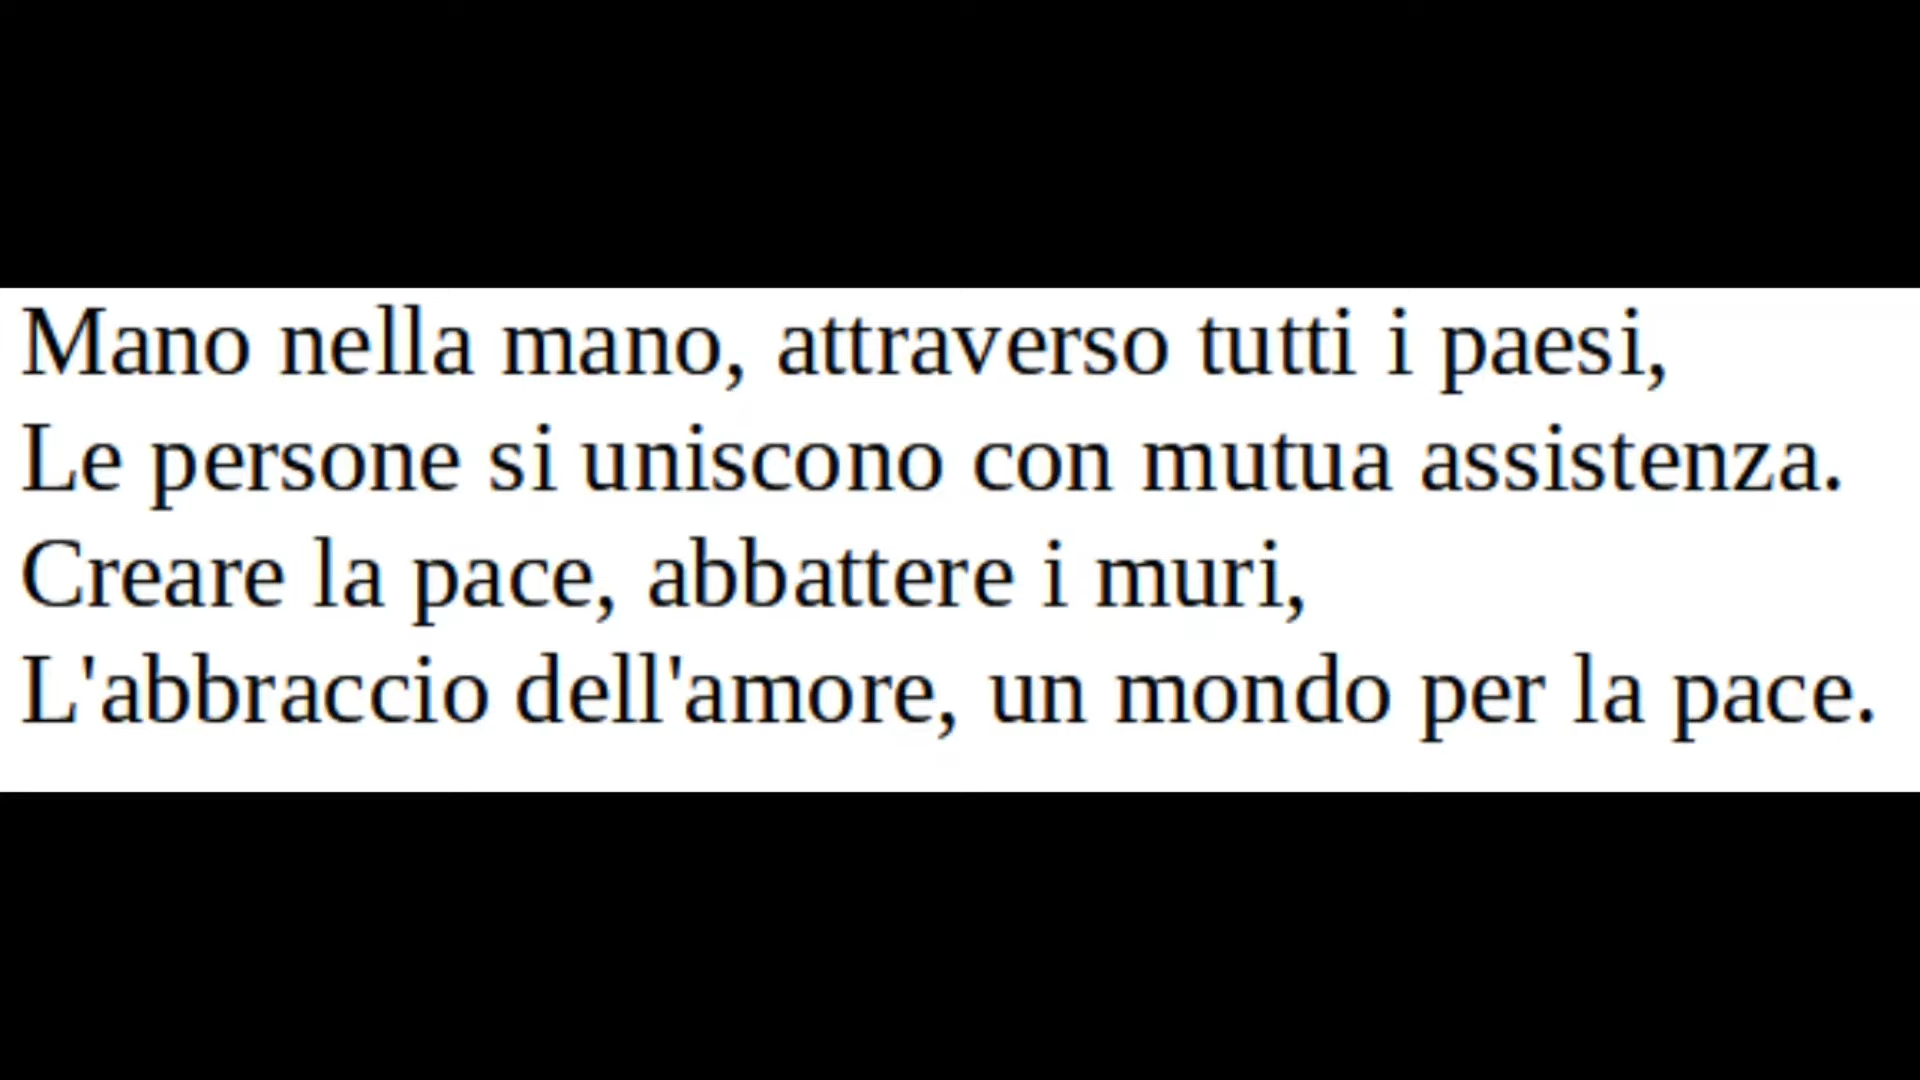 Mano nella mano, attraverso tutti i paesi,
Le persone si uniscono con mutua assistenza.
Creare la pace, abbattere i muri,
L'abbraccio dell'amore, un mondo per la pace.